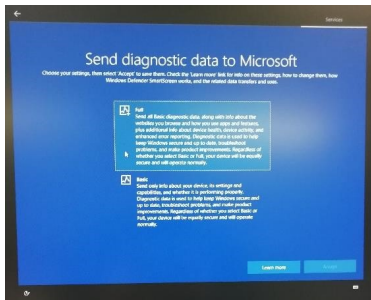 Services
Send diagnostic data to Microsoft
Choose your settings, then select 'Accept' to save them. Check the 'Learn more' link for info on these settings, how to change them, how
Windows Defender SmartScreen works, and the related data transfers and uses.
Full
Send all Basic diagnostic data, along with info about the
websites you browse and how you use apps and features,
plus additional info about device health, device activity, and
enhanced error reporting. Diagnostic data is used to help
keep Windows secure and up to date, troubleshoot
problems, and make product improvements. Regardless of
whether you select Basic or Full, your device will be equally
secure and will operate normally.
Basic
Send only info about your device, its settings and
capabilities, and whether it is performing properly.
Diagnostic data is used to help keep Windows secure and
up to date, troubleshoot problems, and make product
improvements. Regardless of whether you select Basic or
Full, your device will be equally secure and will operate
normally.
Learn more
Accept